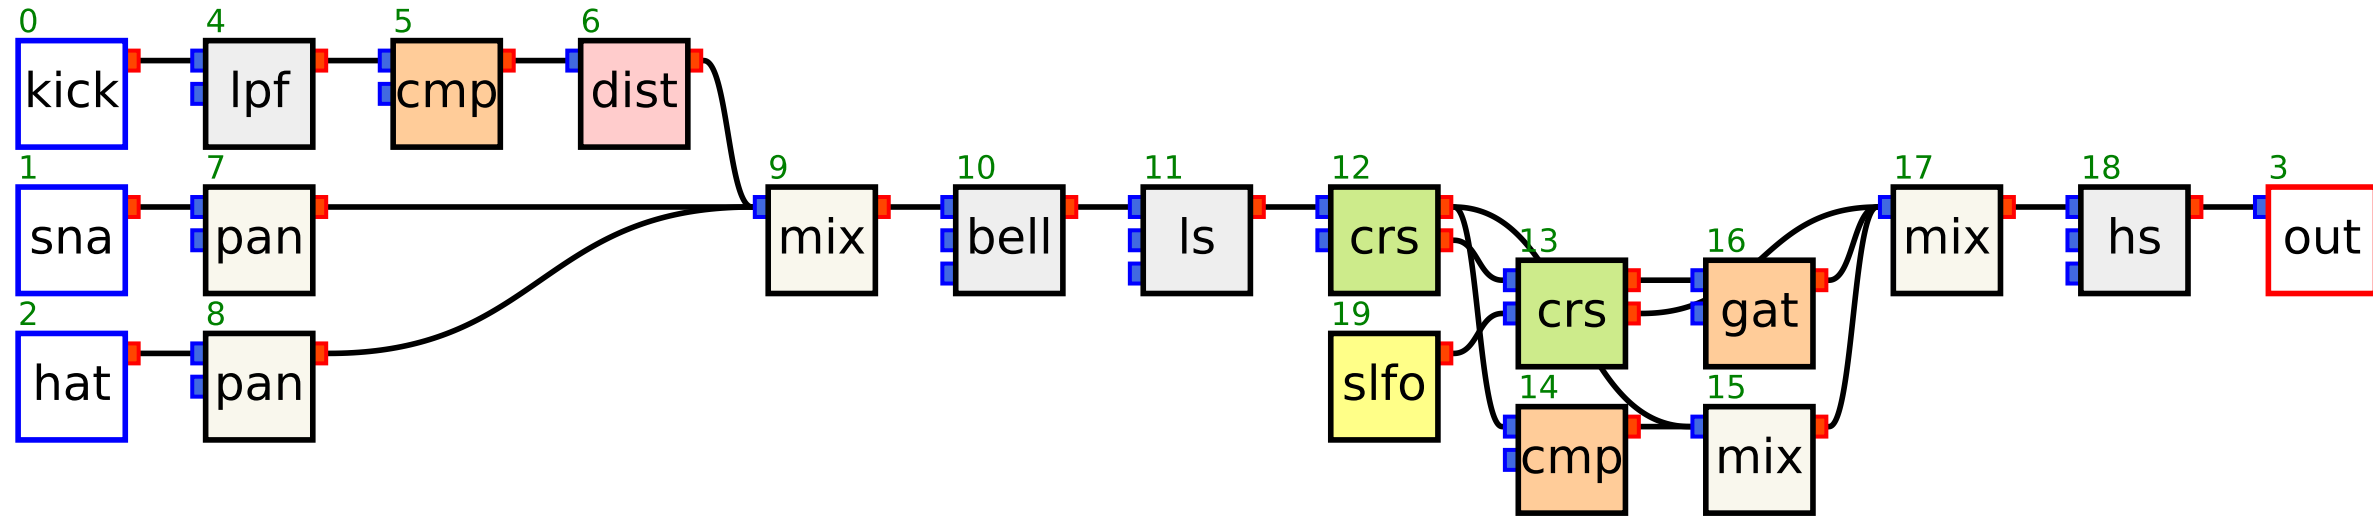 0
kick
4
lpf
5
cmp
6
dist
1
sna
7
pan
9
mix
10
bell
11
ls
12
crs
13
crs
16
gat
17
mix
18
hs
3
out
2
hat
8
pan
19
slfo
14
cmp
15
mix